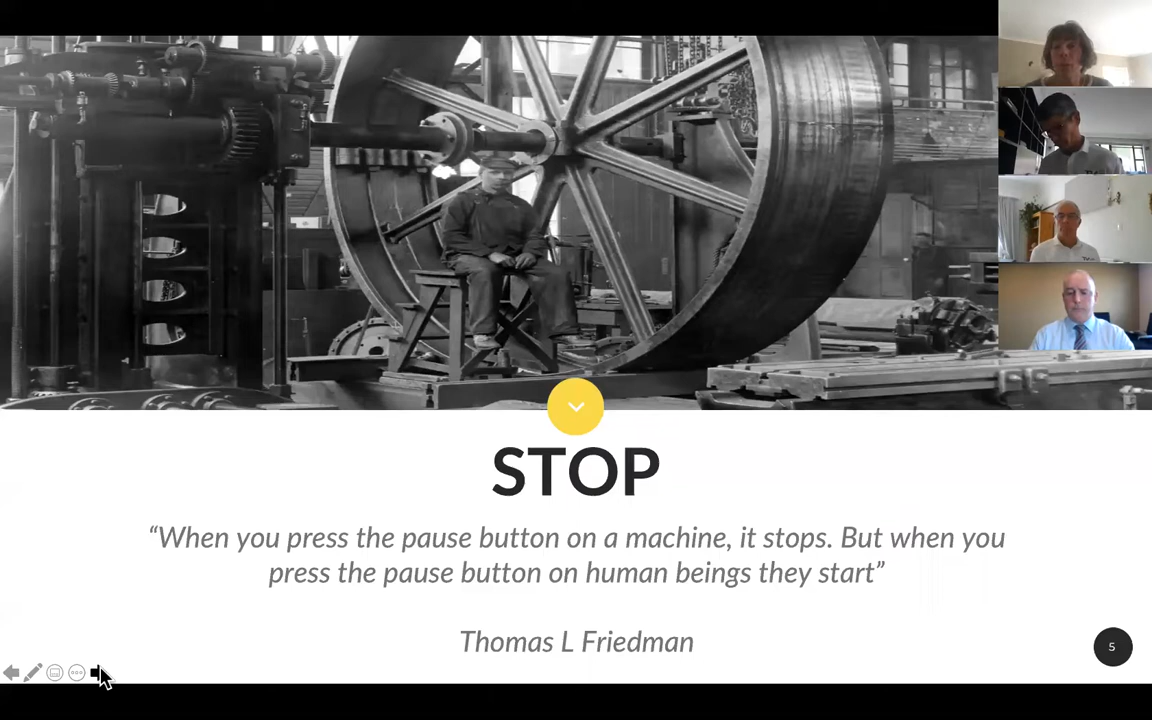 STOP
“When you press the pause button on a machine, it stops. But when you
press the pause button on human beings they start”
Thomas L Friedman
5